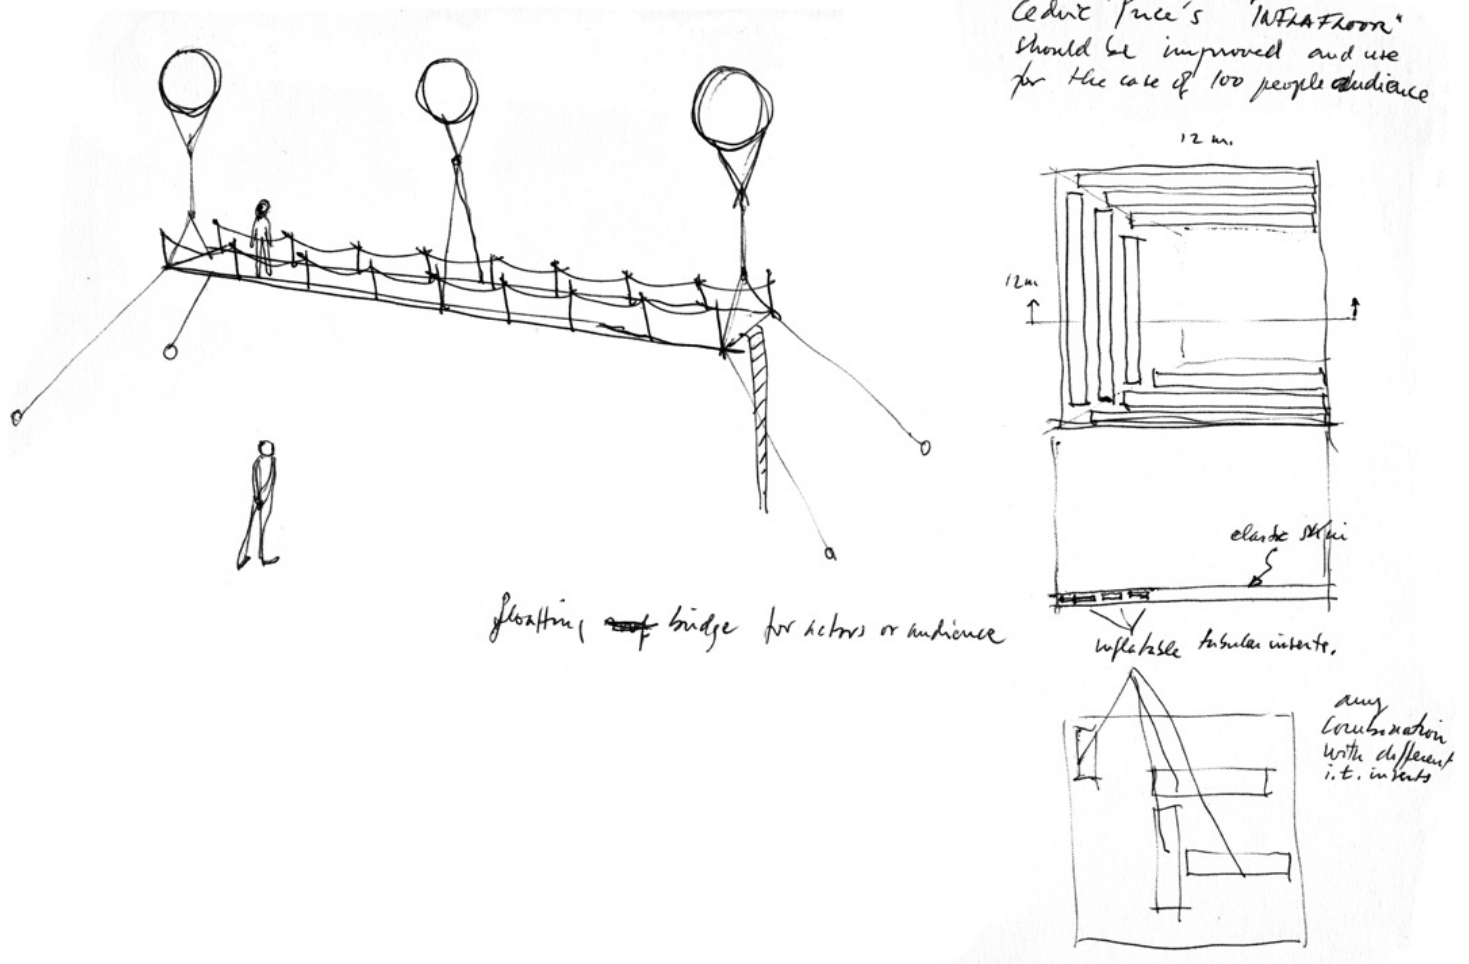 Cedric Price's "INFLAFLOOR"
should be improved and use
for the case of 100 people audience
12 m.
12m
elastic skin
floatting bridge for actors or audience
inflatable tubular inserts.
any
combination
with different
i.t. inserts